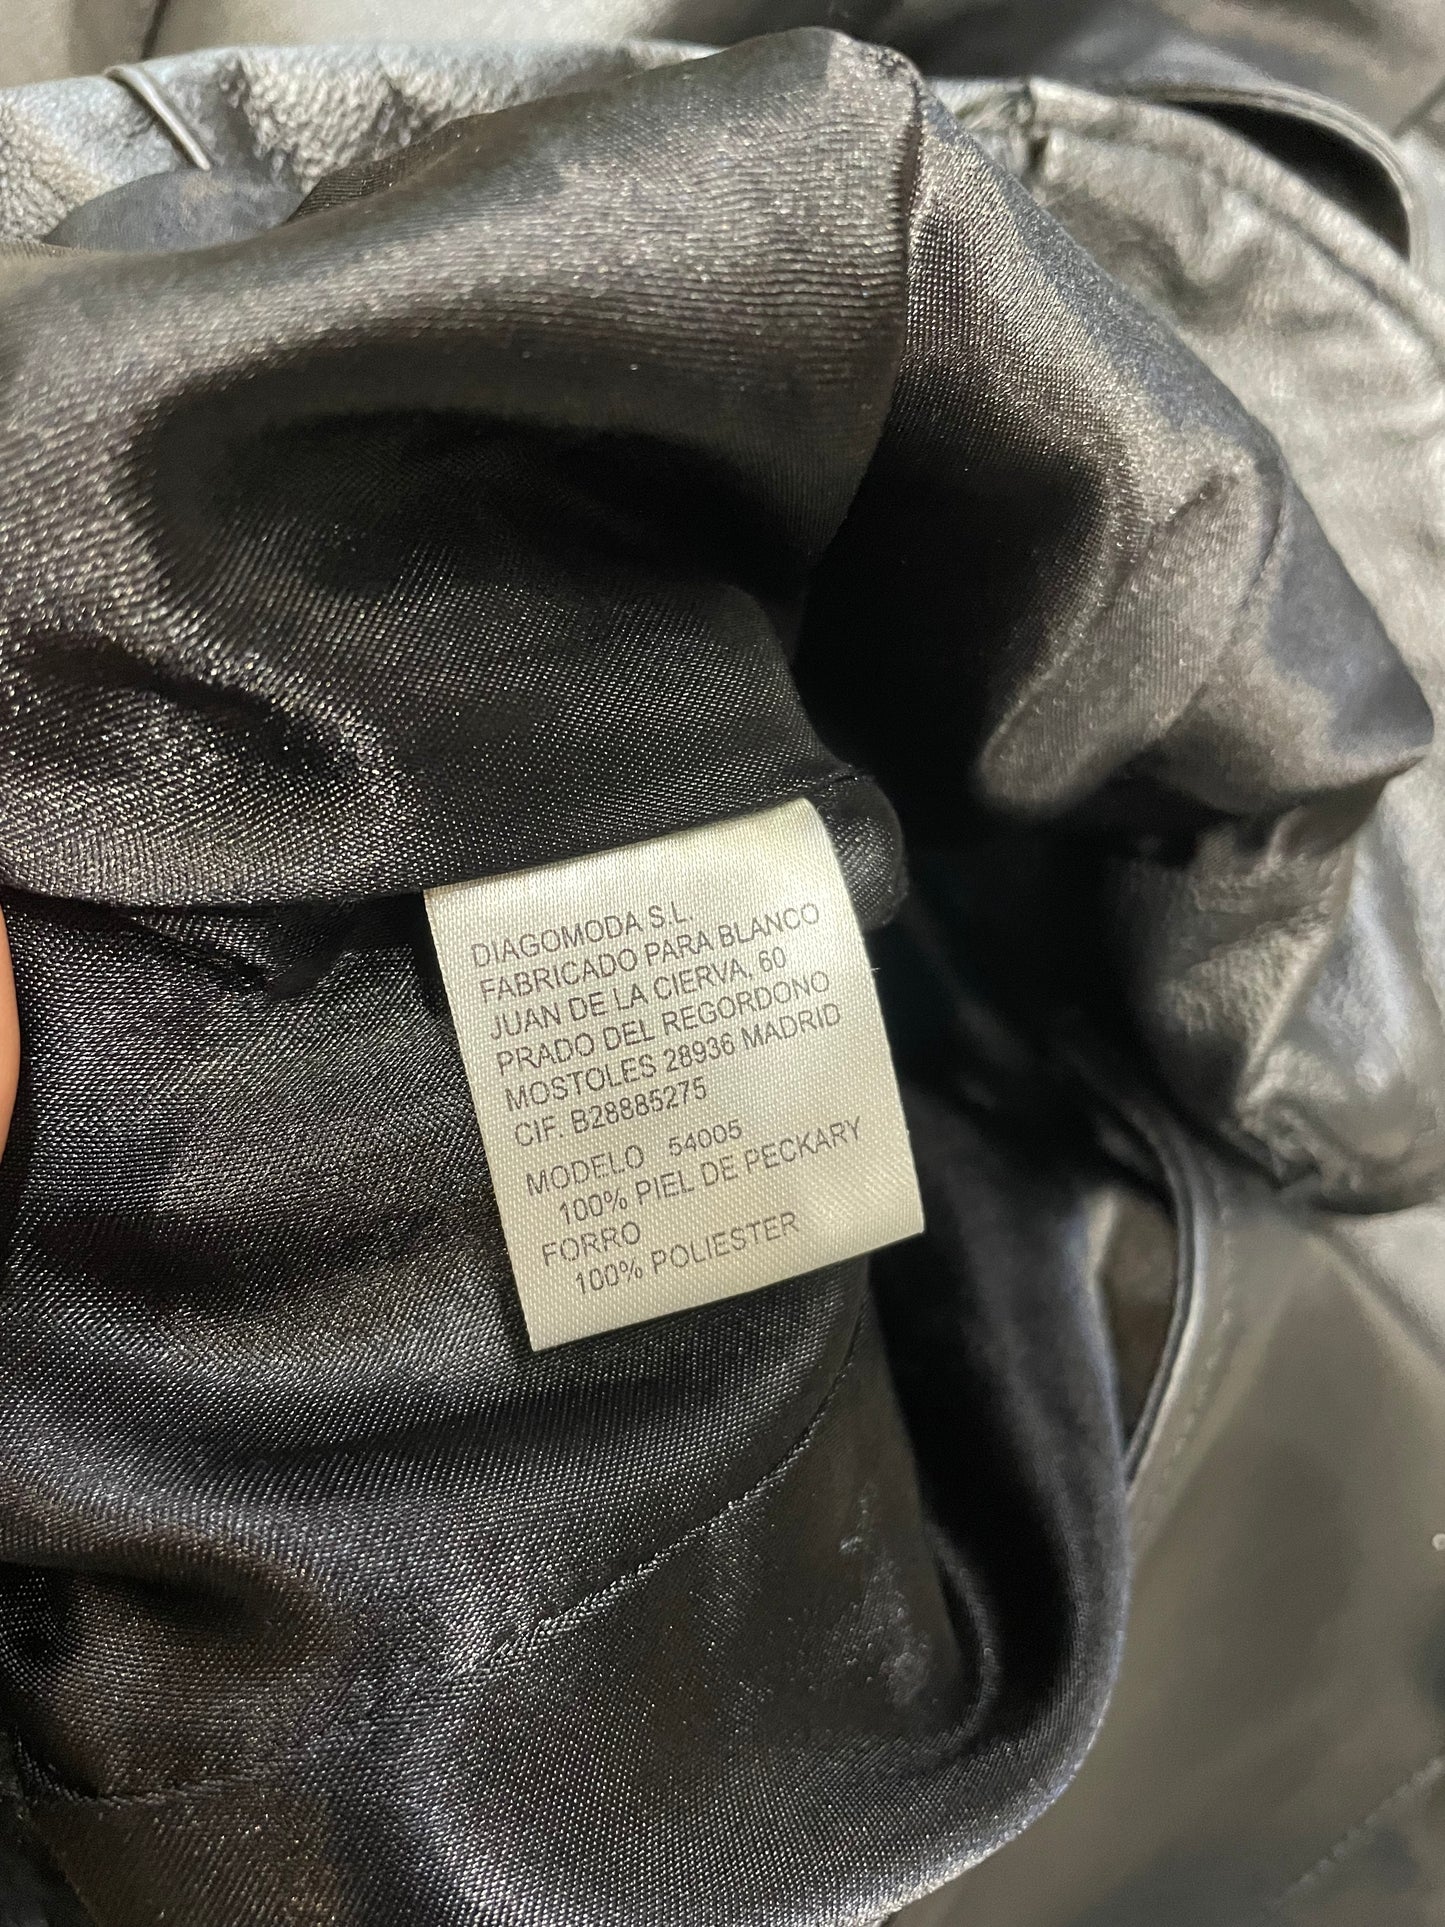 DIAGOMODA S.L.
FABRICADO PARA BLANCO
JUAN DE LA CIERVA, 60
PRADO DEL REGORDONO
MOSTOLES 28936 MADRID
CIF. B28885275
MODELO 54005
100% PIEL DE PECKARY
FORRO
100% POLIESTER